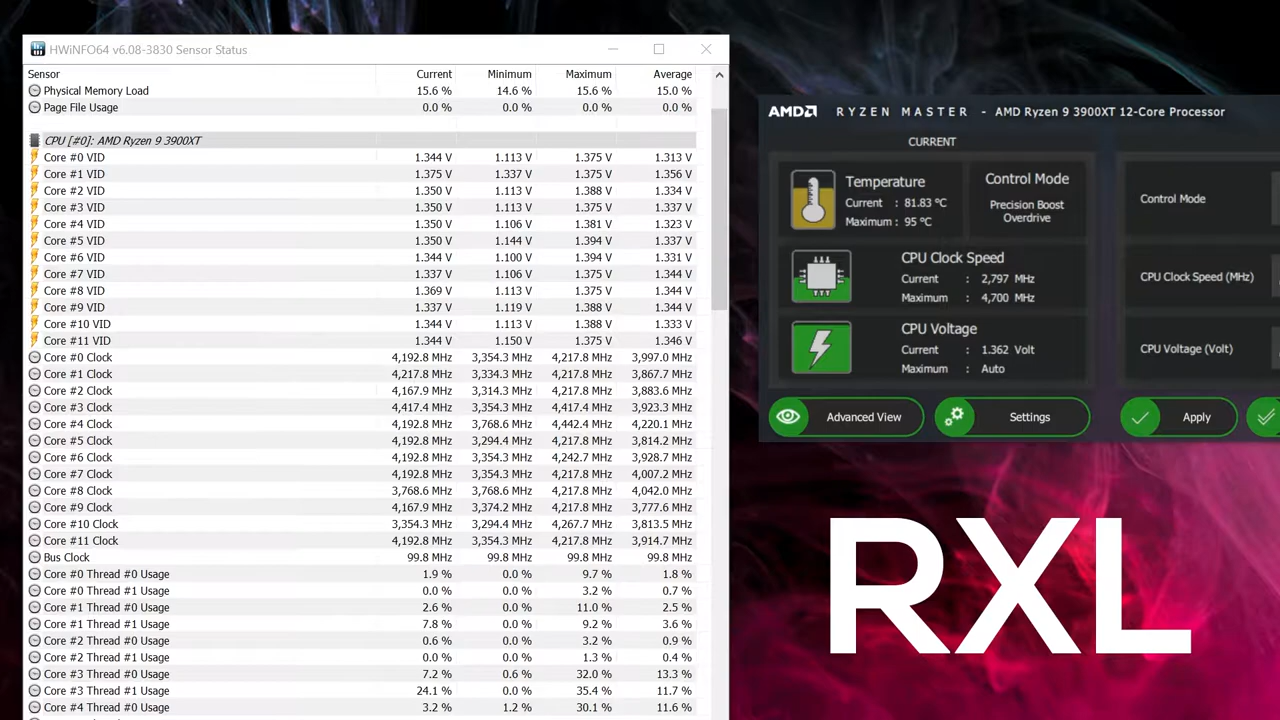 HWiNFO64 v6.08-3830 Sensor Status
Sensor Current Minimum Maximum Average
Physical Memory Load 15.6 % 14.6 % 15.6 % 15.0 %
Page File Usage 0.0 % 0.0 % 0.0 % 0.0 %
CPU [#0]: AMD Ryzen 9 3900XT
Core #0 VID 1.344 V 1.113 V 1.375 V 1.313 V
Core #1 VID 1.375 V 1.337 V 1.375 V 1.356 V
Core #2 VID 1.350 V 1.113 V 1.388 V 1.334 V
Core #3 VID 1.350 V 1.113 V 1.375 V 1.337 V
Core #4 VID 1.350 V 1.106 V 1.381 V 1.323 V
Core #5 VID 1.350 V 1.144 V 1.394 V 1.337 V
Core #6 VID 1.344 V 1.100 V 1.394 V 1.331 V
Core #7 VID 1.337 V 1.106 V 1.375 V 1.344 V
Core #8 VID 1.369 V 1.113 V 1.375 V 1.344 V
Core #9 VID 1.337 V 1.119 V 1.388 V 1.344 V
Core #10 VID 1.344 V 1.113 V 1.388 V 1.333 V
Core #11 VID 1.344 V 1.150 V 1.375 V 1.346 V
Core #0 Clock 4,192.8 MHz 3,354.3 MHz 4,217.8 MHz 3,997.0 MHz
Core #1 Clock 4,217.8 MHz 3,334.3 MHz 4,217.8 MHz 3,867.7 MHz
Core #2 Clock 4,167.9 MHz 3,314.3 MHz 4,217.8 MHz 3,883.6 MHz
Core #3 Clock 4,417.4 MHz 3,354.3 MHz 4,417.4 MHz 3,923.3 MHz
Core #4 Clock 4,192.8 MHz 3,768.6 MHz 4,442.4 MHz 4,220.1 MHz
Core #5 Clock 4,192.8 MHz 3,294.4 MHz 4,217.8 MHz 3,814.2 MHz
Core #6 Clock 4,192.8 MHz 3,354.3 MHz 4,242.7 MHz 3,928.7 MHz
Core #7 Clock 4,192.8 MHz 3,354.3 MHz 4,217.8 MHz 4,007.2 MHz
Core #8 Clock 3,768.6 MHz 3,768.6 MHz 4,217.8 MHz 4,042.0 MHz
Core #9 Clock 4,167.9 MHz 3,374.2 MHz 4,217.8 MHz 3,777.6 MHz
Core #10 Clock 3,354.3 MHz 3,294.4 MHz 4,267.7 MHz 3,813.5 MHz
Core #11 Clock 4,192.8 MHz 3,354.3 MHz 4,217.8 MHz 3,914.7 MHz
Bus Clock 99.8 MHz 99.8 MHz 99.8 MHz 99.8 MHz
Core #0 Thread #0 Usage 1.9 % 0.0 % 9.7 % 1.8 %
Core #0 Thread #1 Usage 0.0 % 0.0 % 3.2 % 0.7 %
Core #1 Thread #0 Usage 2.6 % 0.0 % 11.0 % 2.5 %
Core #1 Thread #1 Usage 7.8 % 0.0 % 9.2 % 3.6 %
Core #2 Thread #0 Usage 0.6 % 0.0 % 3.2 % 0.9 %
Core #2 Thread #1 Usage 0.0 % 0.0 % 1.3 % 0.4 %
Core #3 Thread #0 Usage 7.2 % 0.6 % 32.0 % 13.3 %
Core #3 Thread #1 Usage 24.1 % 0.0 % 35.4 % 11.7 %
Core #4 Thread #0 Usage 3.2 % 1.2 % 30.1 % 11.6 %
AMD RYZEN MASTER - AMD Ryzen 9 3900XT 12-Core Processor
CURRENT
Temperature
Current : 81.83 °C
Maximum : 95 °C
Control Mode
Precision Boost
Overdrive
Control Mode
CPU Clock Speed
Current : 2,797 MHz
Maximum : 4,700 MHz
CPU Clock Speed (MHz)
CPU Voltage
Current : 1.362 Volt
Maximum : Auto
CPU Voltage (Volt)
Advanced View Settings Apply
RXL